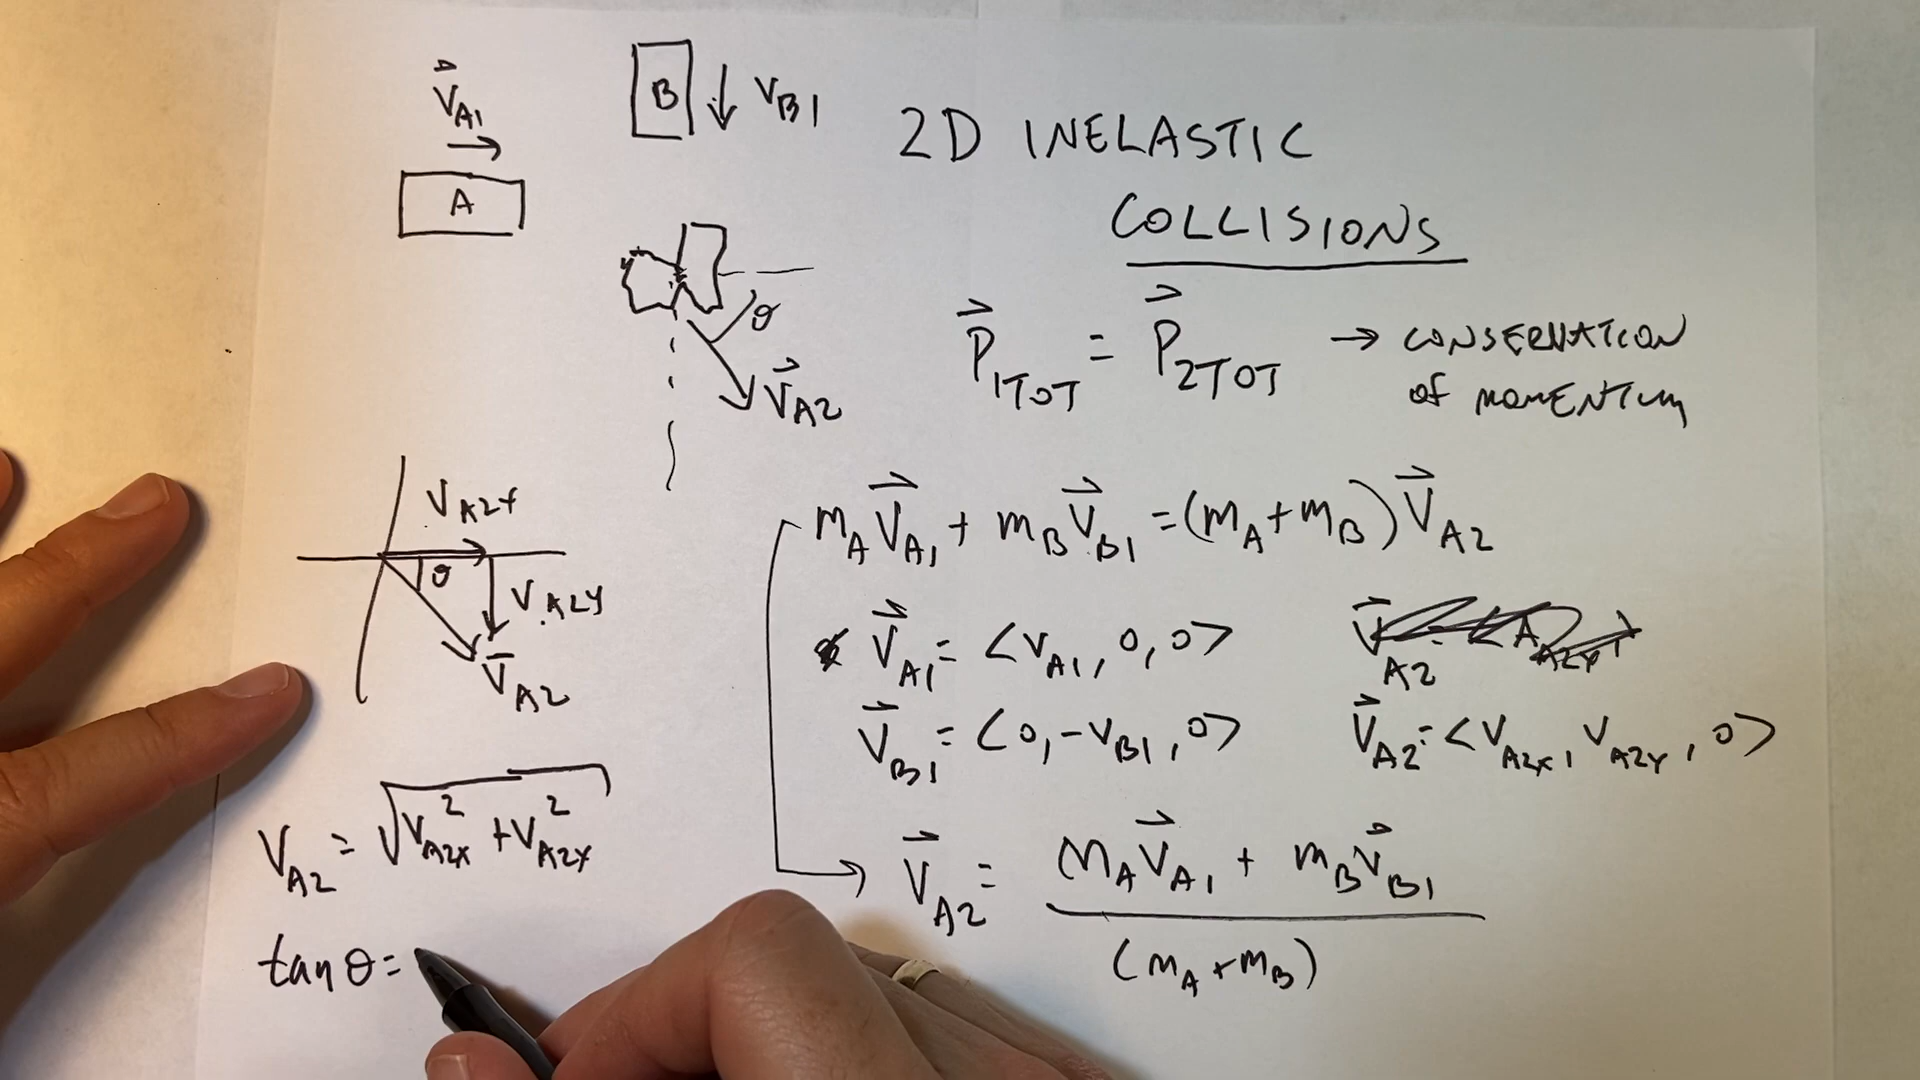 V⃗A1
A
B
VB1
2D INELASTIC
COLLISIONS
θ
V⃗A2
P⃗1TOT = P⃗2TOT → CONSERVATION
of MOMENTUM
VA2X
θ
VA2Y
V̅A2
mA V⃗A1 + mB V⃗B1 = (mA + mB) V⃗A2
V⃗A1 = <VA1, 0, 0>
V⃗B1 = <0, -VB1, 0>
V⃗A2 = <VA2X, VA2Y, 0>
V⃗A2 = mA V⃗A1 + mB V⃗B1
(mA + mB)
VA2 = √VA2X² + VA2Y²
tan θ =